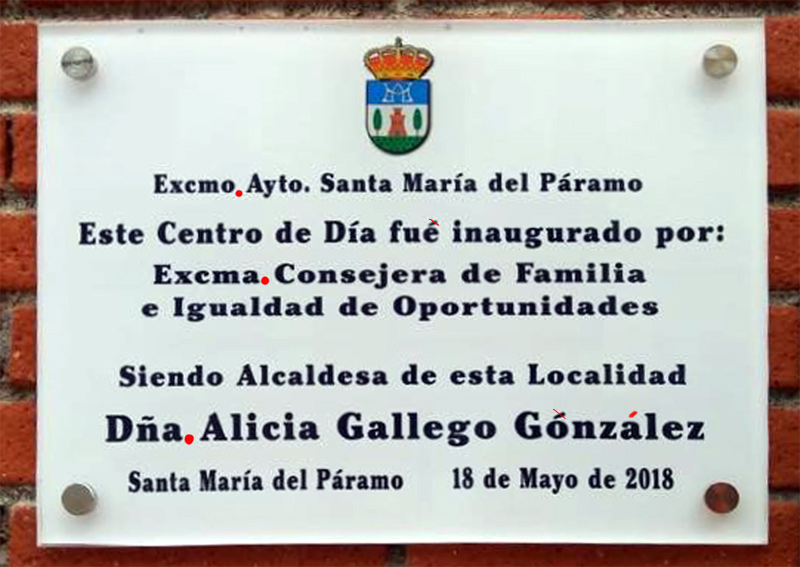 Excmo. Ayto. Santa María del Páramo
Este Centro de Día fué inaugurado por:
Excma. Consejera de Familia
e Igualdad de Oportunidades
Siendo Alcaldesa de esta Localidad
Dña. Alicia Gallego Gónzález
Santa María del Páramo 18 de Mayo de 2018